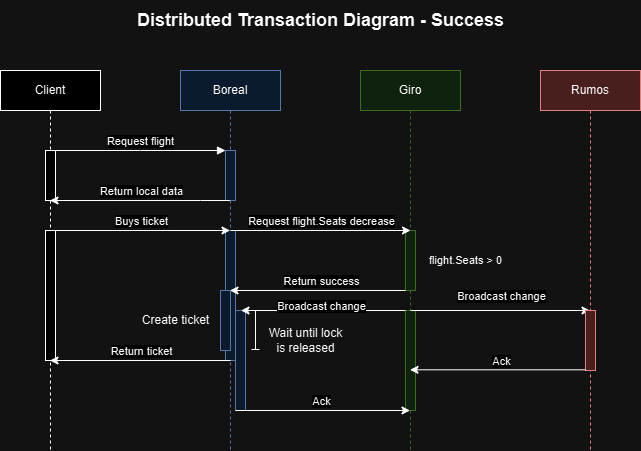 Distributed Transaction Diagram - Success
Client
Boreal
Giro
Rumos
Request flight
Return local data
Buys ticket
Request flight.Seats decrease
flight.Seats > 0
Return success
Broadcast change
Broadcast change
Create ticket
Wait until lock
is released
Return ticket
Ack
Ack